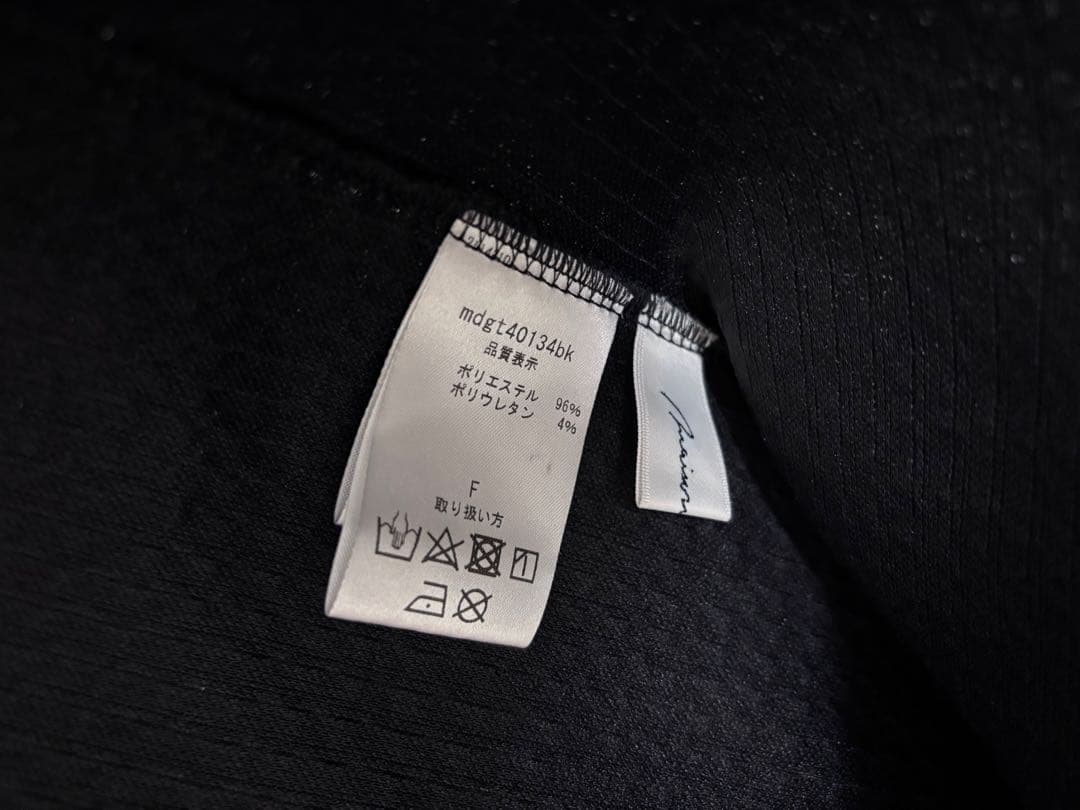 mdgt40134bk
品質表示
ポリエステル 96%
ポリウレタン 4%
F
取り扱い方
maison